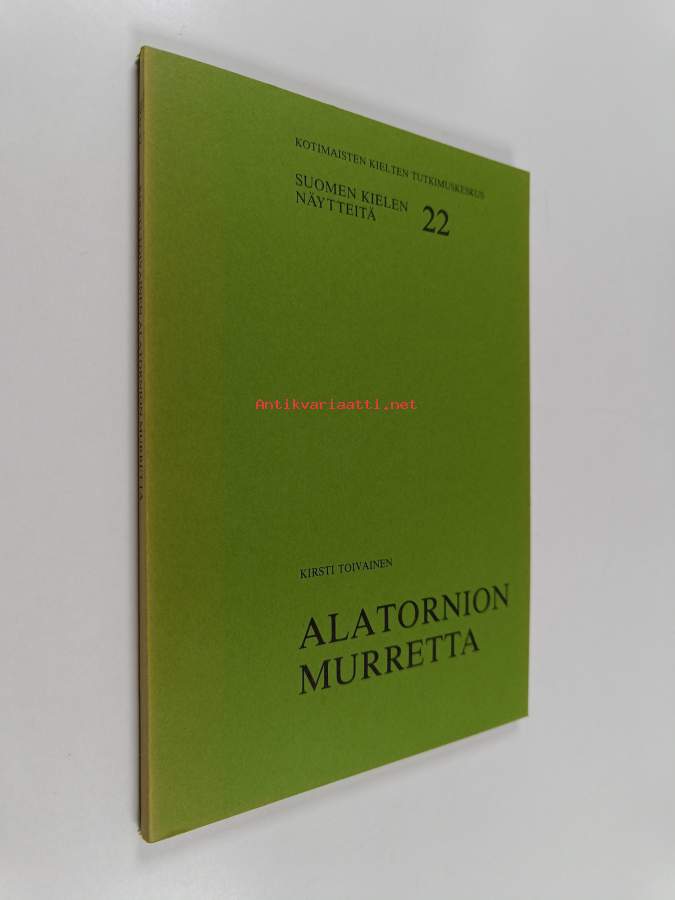 KOTIMAISTEN KIELTEN TUTKIMUSKESKUS
SUOMEN KIELEN
NÄYTTEITÄ 22
Antikvariaatti.net
KIRSTI TOIVAINEN
ALATORNION
MURRETTA